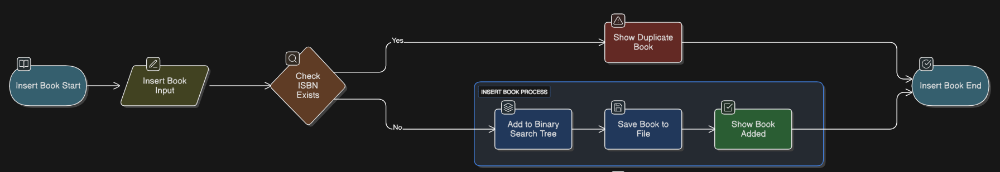 Insert Book Start
Insert Book
Input
Check
ISBN
Exists
Yes
Show Duplicate
Book
No
INSERT BOOK PROCESS
Add to Binary
Search Tree
Save Book to
File
Show Book
Added
Insert Book End